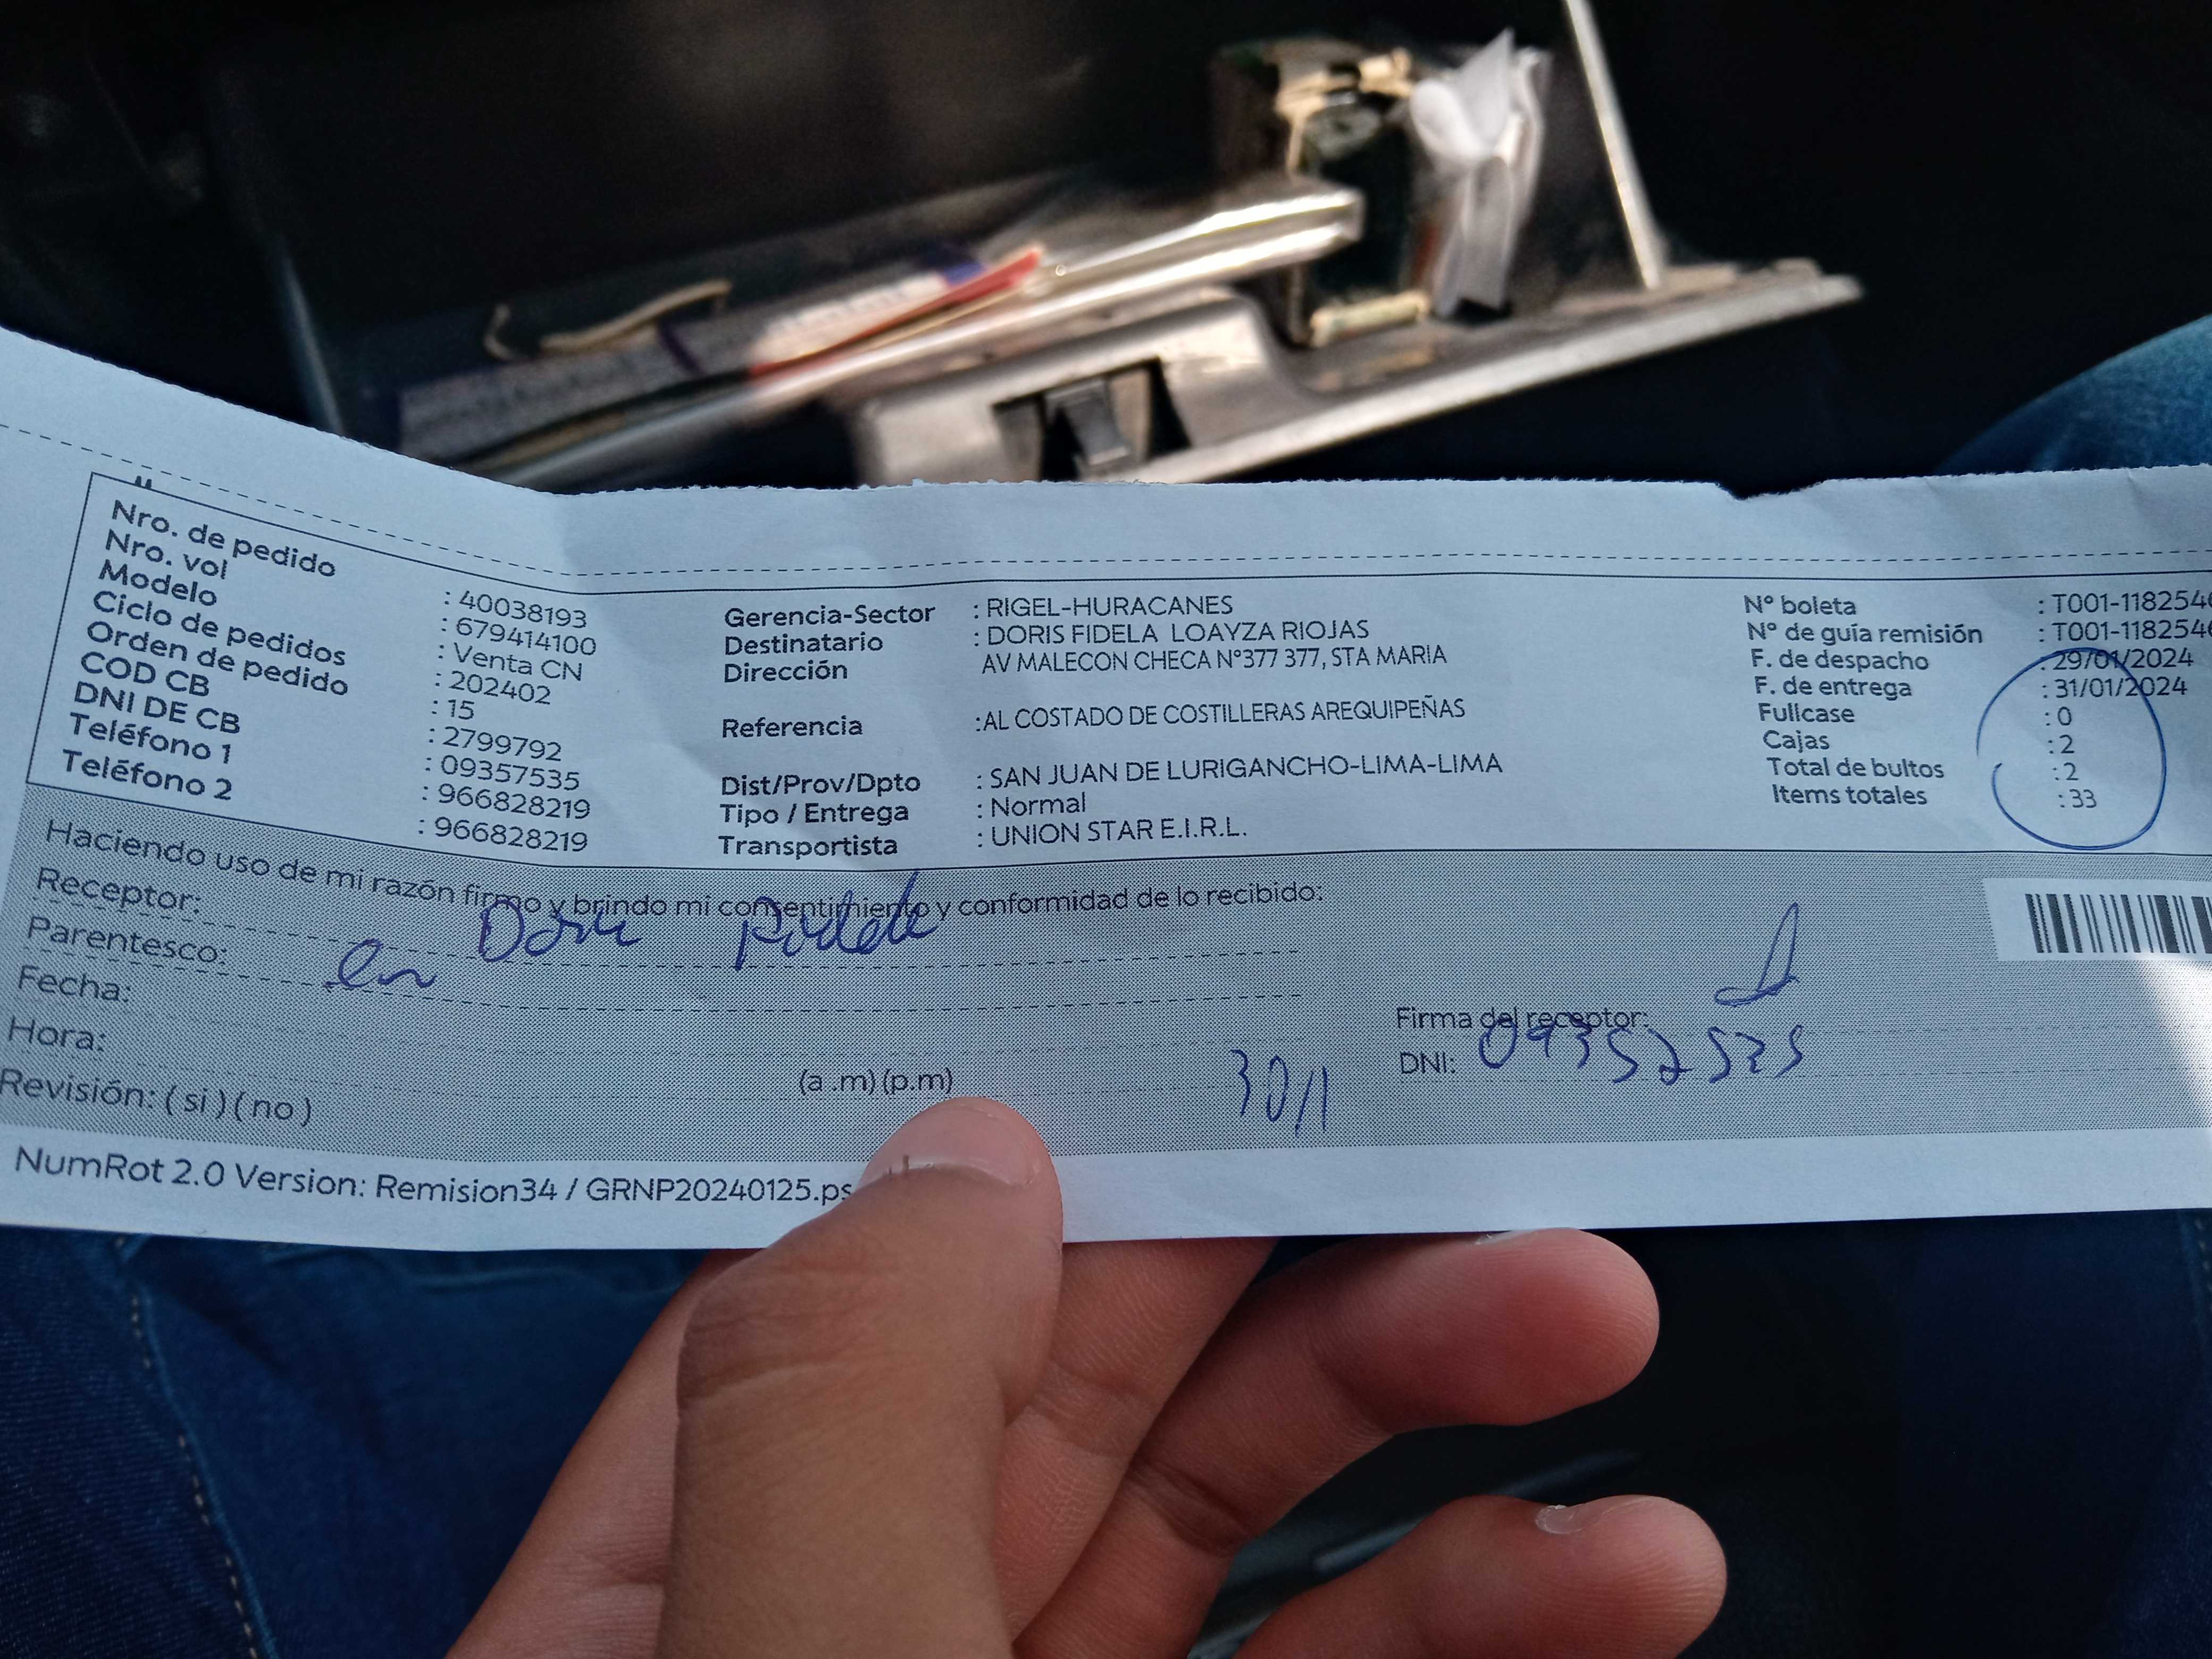 Nro. de pedido : 40038193
Nro. vol : 679414100
Modelo : Venta CN
Ciclo de pedidos : 202402
Orden de pedido : 15
COD CB : 2799792
DNI DE CB : 09357535
Teléfono 1 : 966828219
Teléfono 2 : 966828219
Gerencia-Sector : RIGEL-HURACANES
Destinatario : DORIS FIDELA LOAYZA RIOJAS
Dirección AV MALECON CHECA N°377 377, STA MARIA
Referencia :AL COSTADO DE COSTILLERAS AREQUIPEÑAS
Dist/Prov/Dpto : SAN JUAN DE LURIGANCHO-LIMA-LIMA
Tipo / Entrega : Normal
Transportista : UNION STAR E.I.R.L.
N° boleta : T001-1182546
N° de guía remisión : T001-1182546
F. de despacho : 29/01/2024
F. de entrega : 31/01/2024
Fullcase :0
Cajas :2
Total de bultos :2
Items totales :33
Haciendo uso de mi razón firmo y brindo mi consentimiento y conformidad de lo recibido:
Receptor:
Parentesco:
Fecha:
Hora: (a .m) (p.m)
Revisión: ( si ) ( no )
30/1
Firma del receptor:
DNI:
NumRot 2.0 Version: Remision34 / GRNP20240125.ps